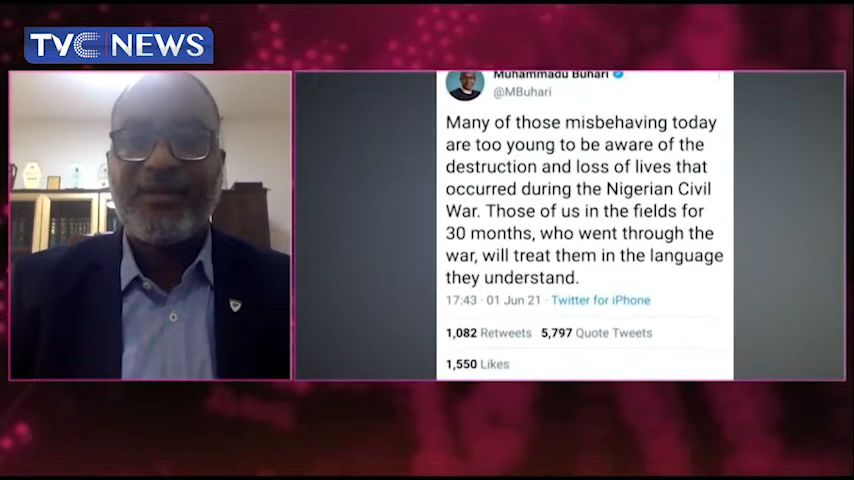 TVC NEWS
Muhammadu Buhari
@MBuhari
Many of those misbehaving today
are too young to be aware of the
destruction and loss of lives that
occurred during the Nigerian Civil
War. Those of us in the fields for
30 months, who went through the
war, will treat them in the language
they understand.
17:43 · 01 Jun 21 · Twitter for iPhone
1,082 Retweets 5,797 Quote Tweets
1,550 Likes